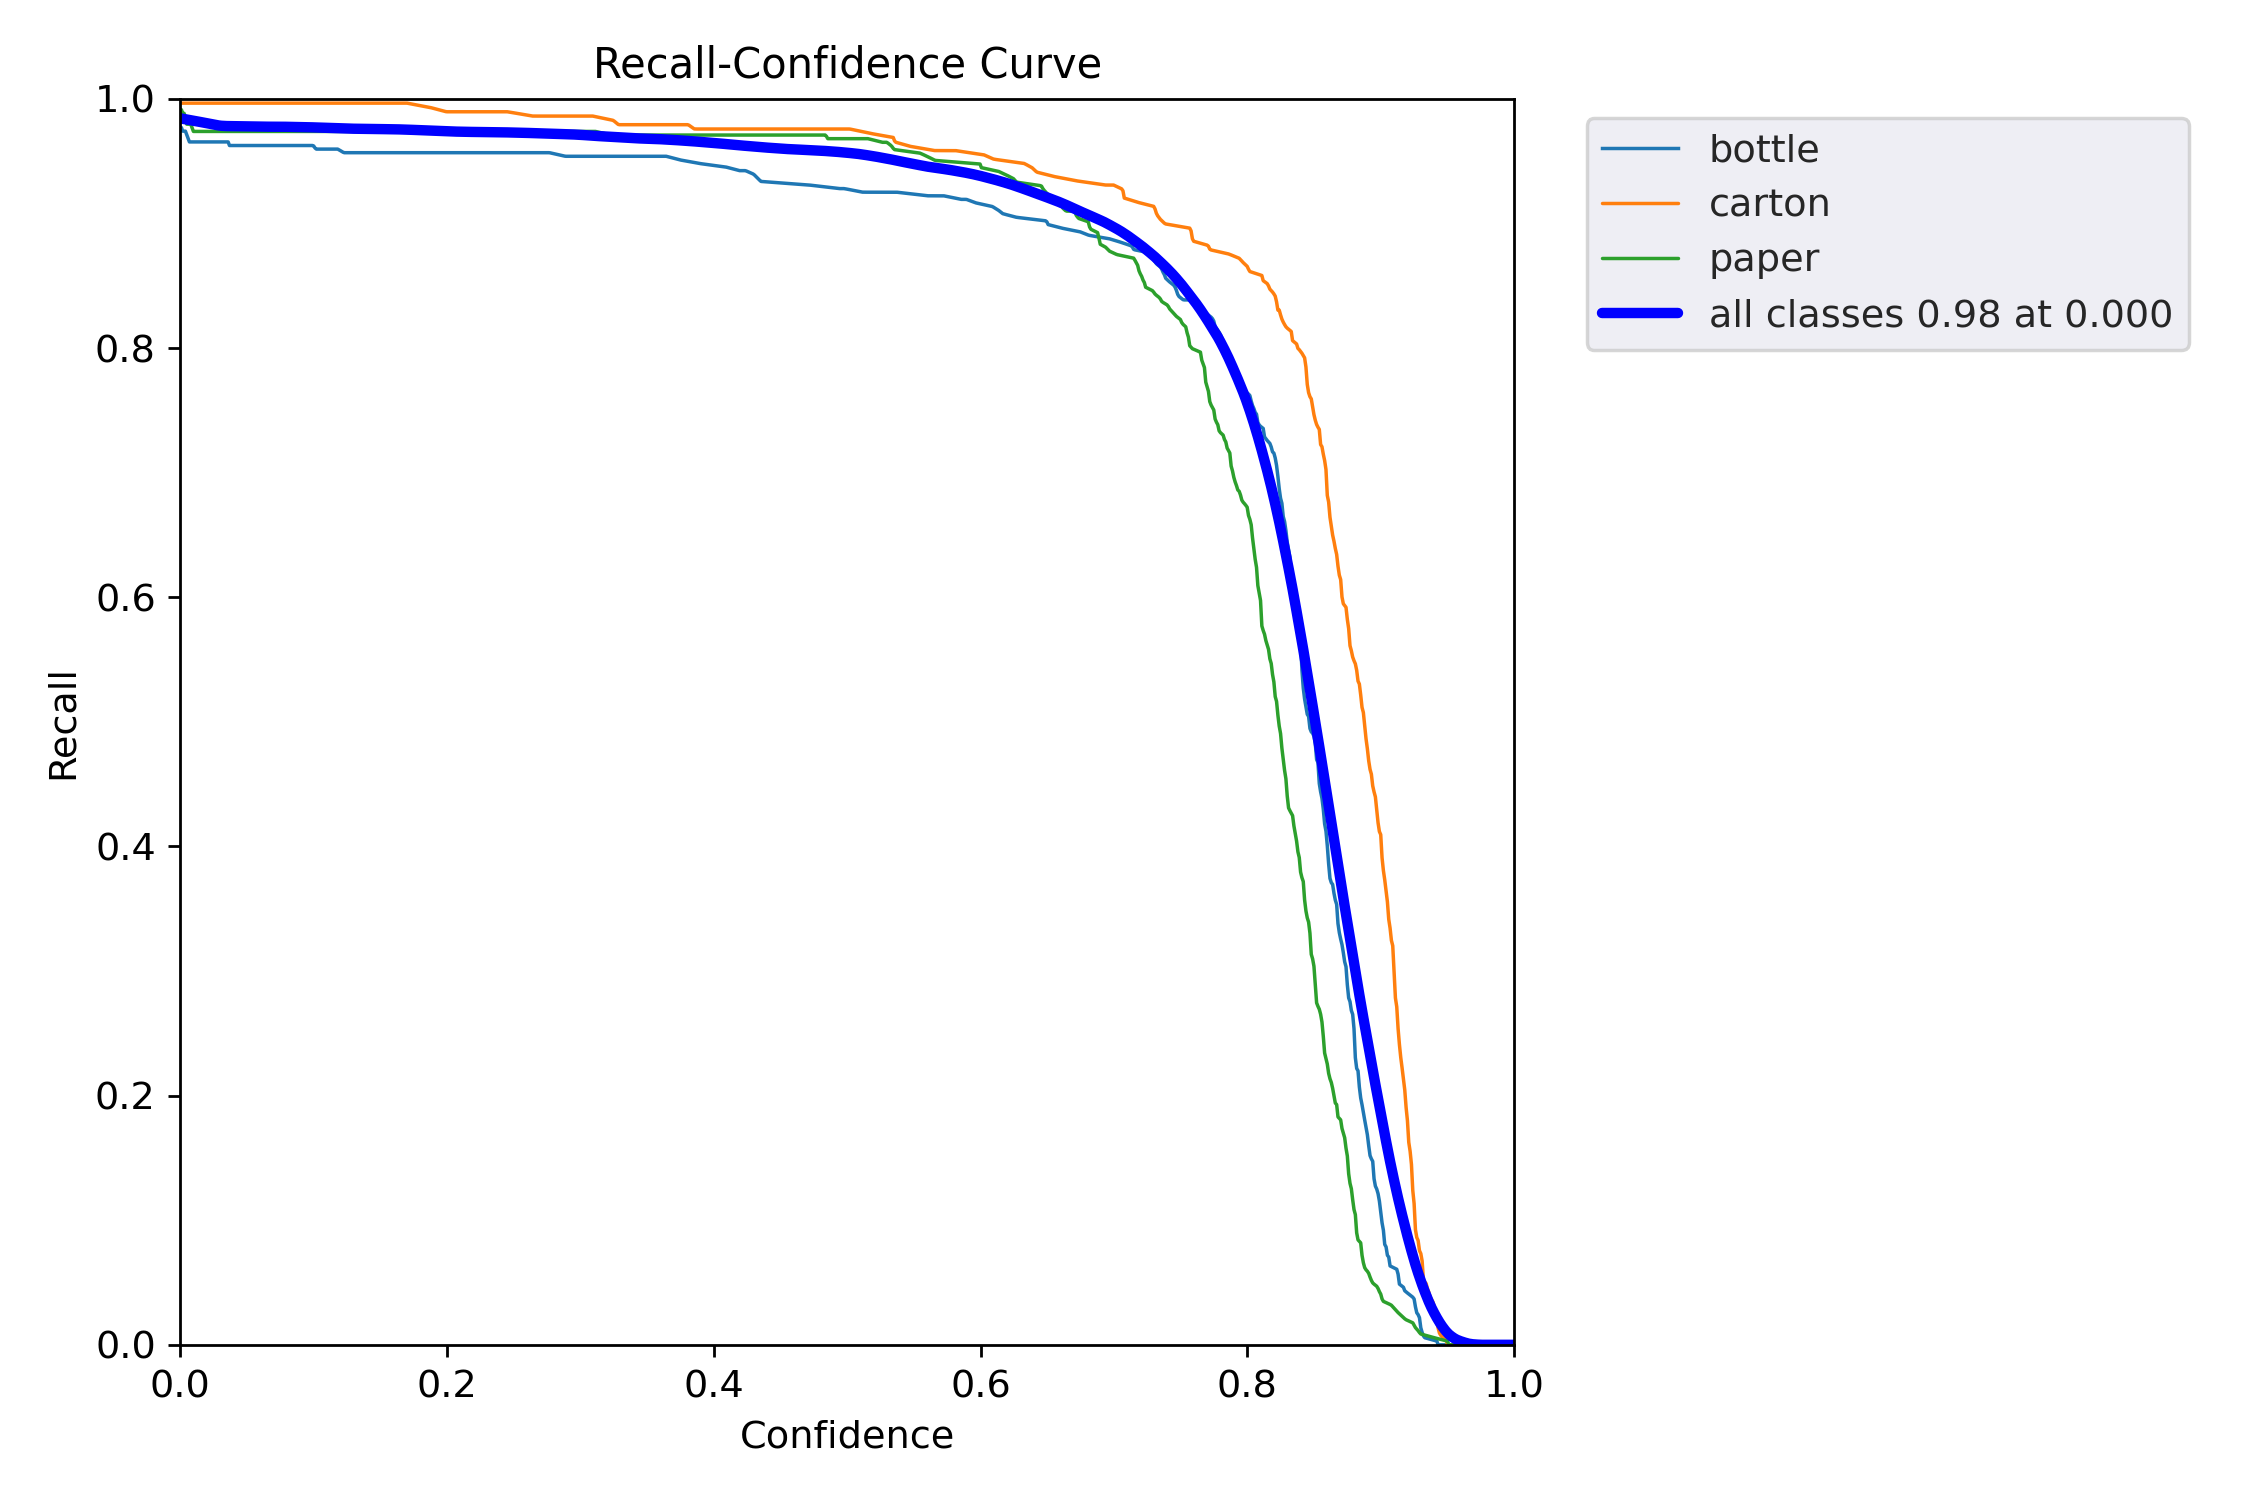 Recall-Confidence Curve
1.0
0.8
0.6
0.4
0.2
0.0
Recall
0.0 0.2 0.4 0.6 0.8 1.0
Confidence
bottle
carton
paper
all classes 0.98 at 0.000